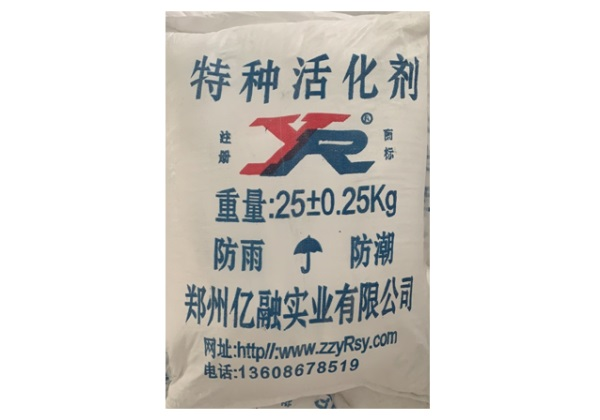 特种活化剂
注册 YR® 商标
重量:25±0.25Kg
防雨 防潮
郑州亿融实业有限公司
网址:http//:www.zzyRsy.com
电话:13608678519